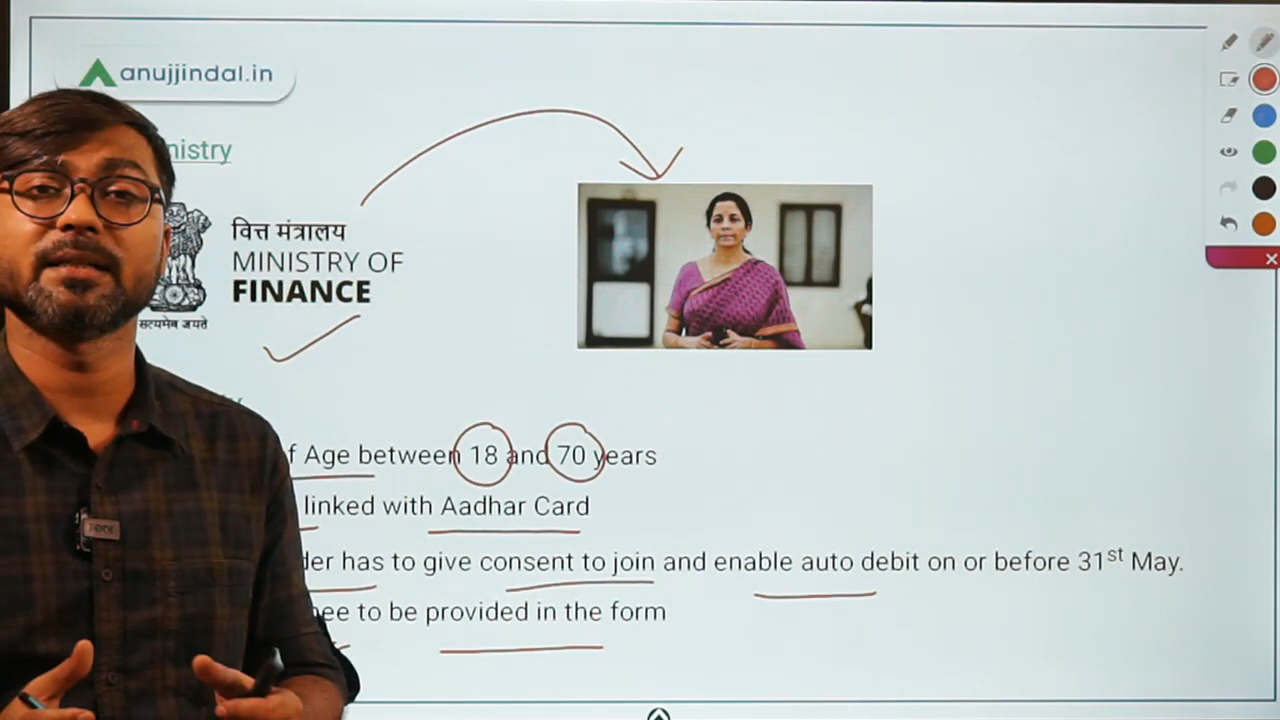 anujjindal.in
nistry
वित्त मंत्रालय
MINISTRY OF
FINANCE
सत्यमेव जयते
f Age between 18 and 70 years
linked with Aadhar Card
der has to give consent to join and enable auto debit on or before 31st May.
nee to be provided in the form